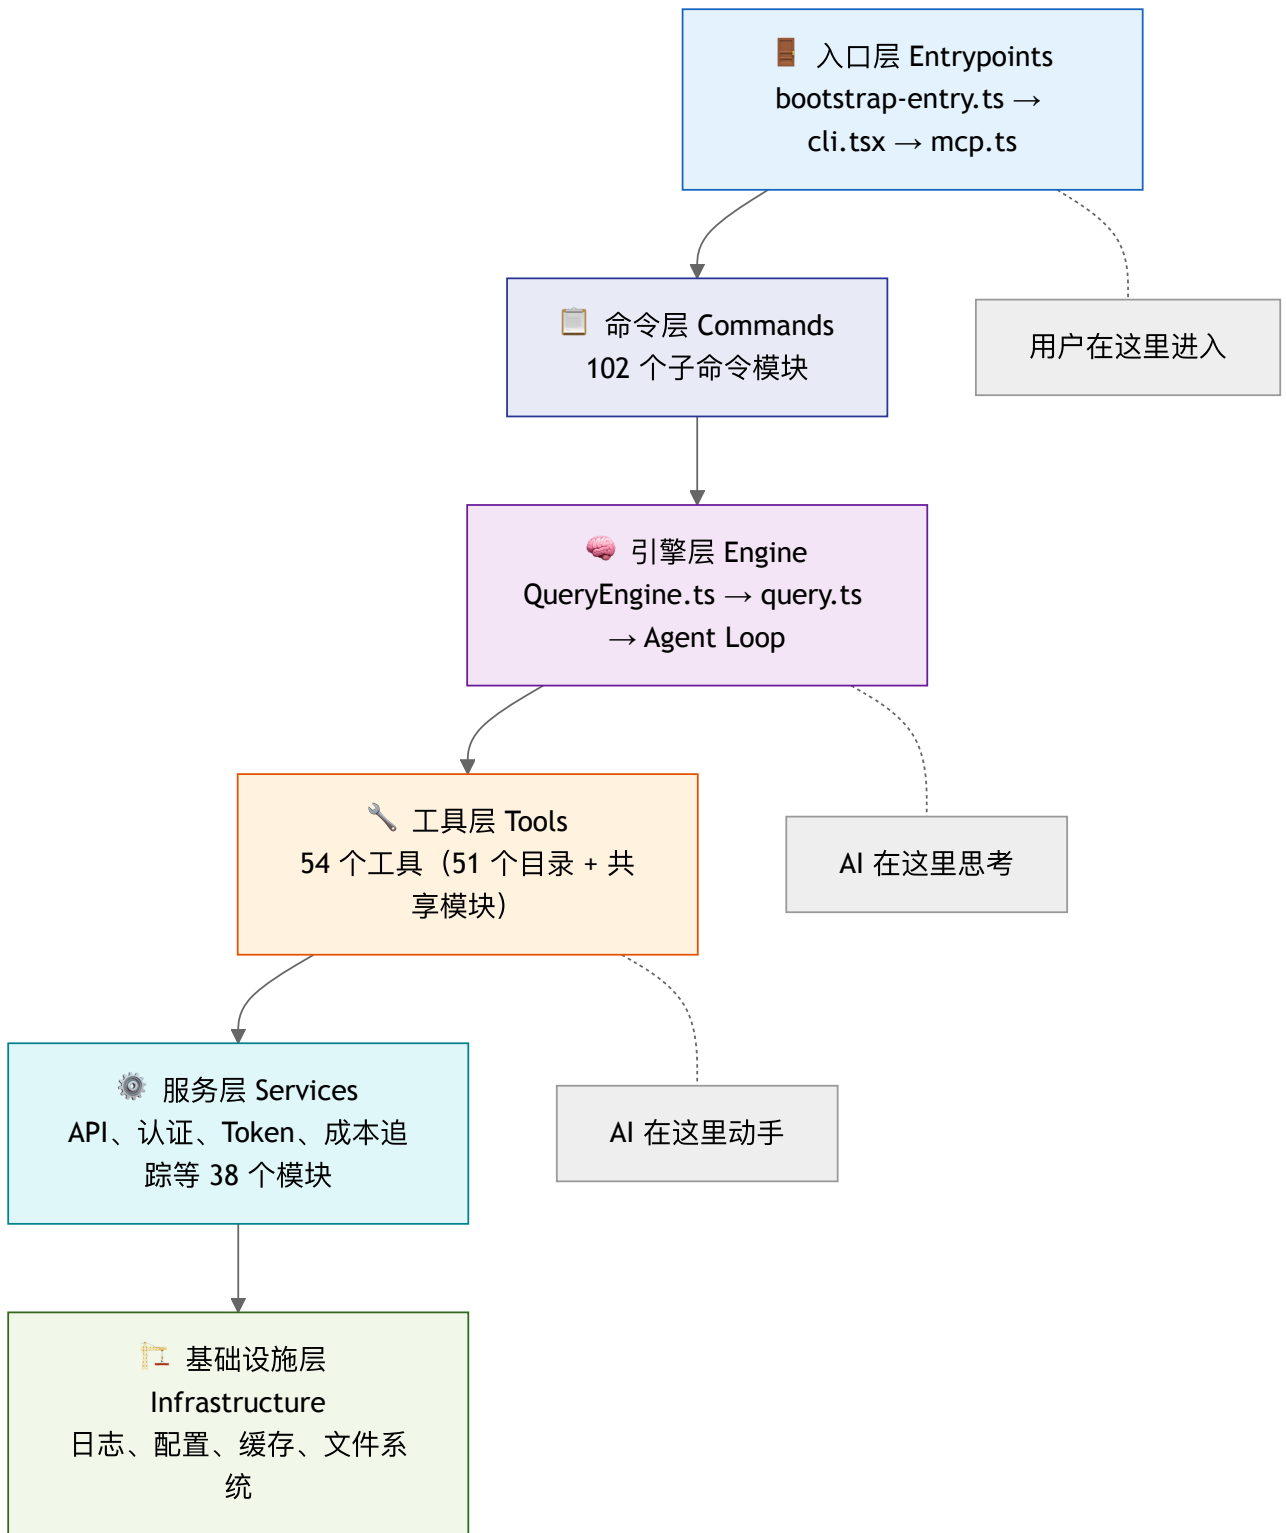 🚪 入口层 Entrypoints
bootstrap-entry.ts →
cli.tsx → mcp.ts
📋 命令层 Commands
102 个子命令模块
用户在这里进入
🧠 引擎层 Engine
QueryEngine.ts → query.ts
→ Agent Loop
🔧 工具层 Tools
54 个工具（51 个目录 + 共
享模块）
AI 在这里思考
⚙️ 服务层 Services
API、认证、Token、成本追
踪等 38 个模块
AI 在这里动手
🏗️ 基础设施层
Infrastructure
日志、配置、缓存、文件系
统